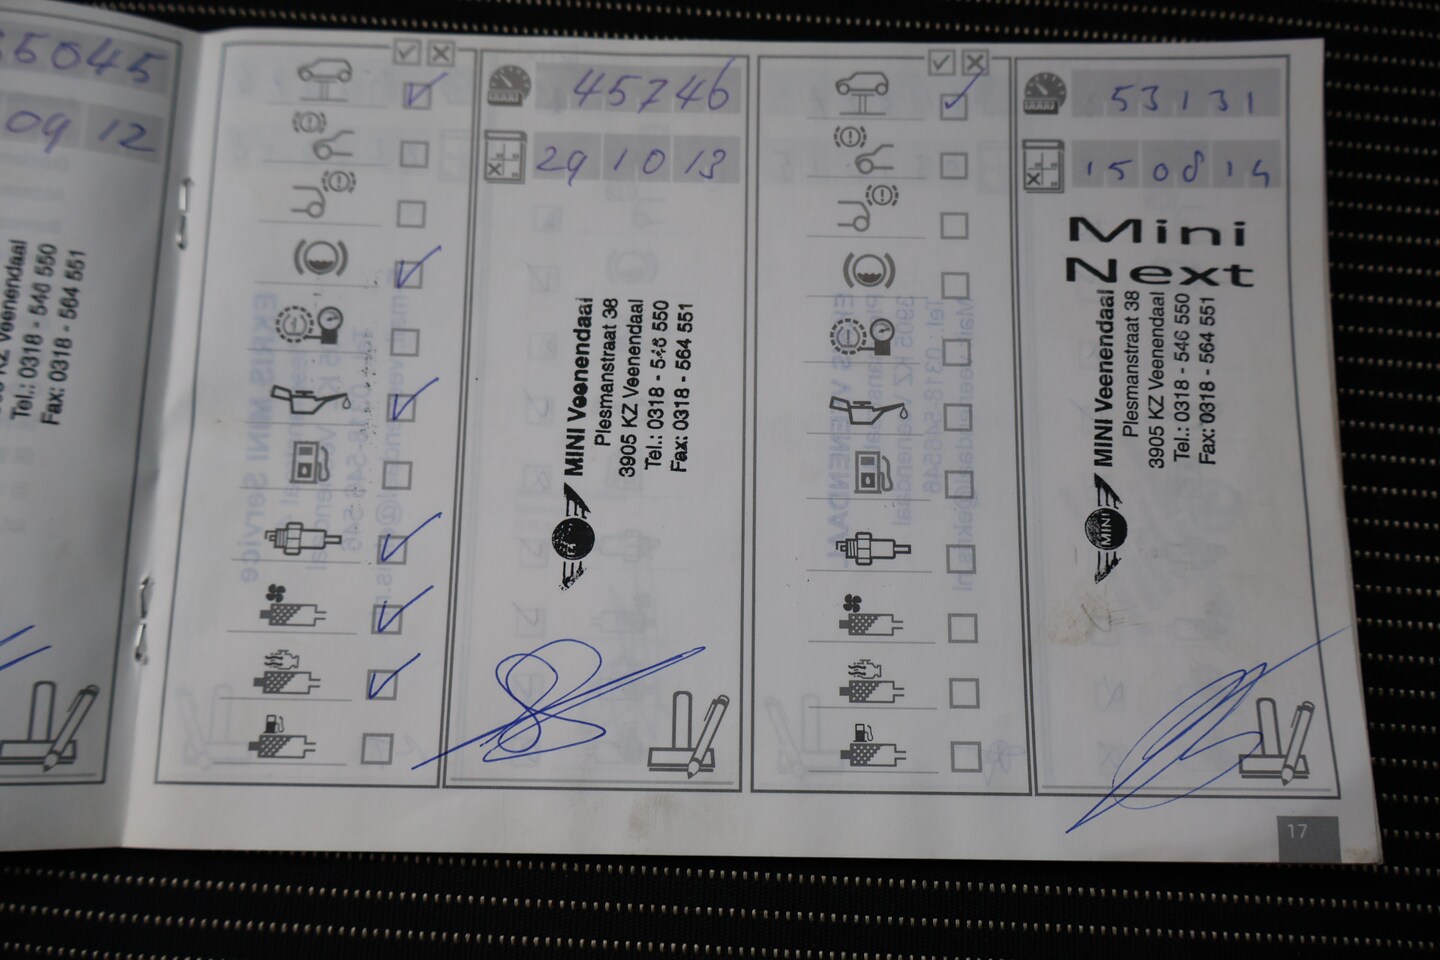 5045
09 12
KZ Veenendaal
Tel.: 0318 - 546 550
Fax: 0318 - 564 551
45746
29 10 13
MINI Veenendaal
Plesmanstraat 38
3905 KZ Veenendaal
Tel.: 0318 - 546 550
Fax: 0318 - 564 551
53131
15 08 14
Mini
Next
MINI Veenendaal
Plesmanstraat 38
3905 KZ Veenendaal
Tel.: 0318 - 546 550
Fax: 0318 - 564 551
MINI
17